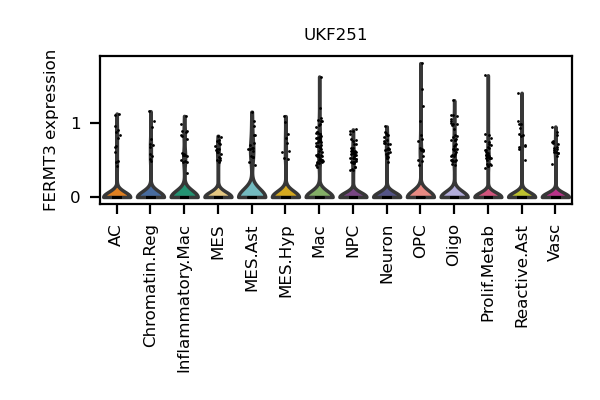 UKF251
FERMT3 expression
1
0
AC
Chromatin.Reg
Inflammatory.Mac
MES
MES.Ast
MES.Hyp
Mac
NPC
Neuron
OPC
Oligo
Prolif.Metab
Reactive.Ast
Vasc